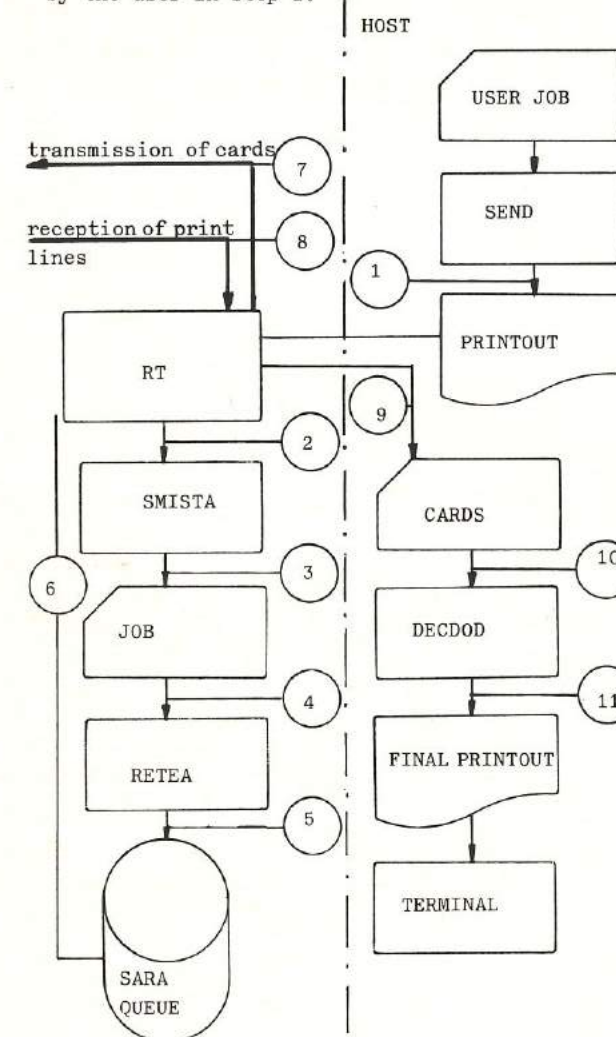 HOST
USER JOB
transmission of cards
7
SEND
reception of print
lines
8
1
PRINTOUT
RT
9
2
SMISTA
CARDS
3
10
6
JOB
DECDOD
4
11
RETEA
FINAL PRINTOUT
5
TERMINAL
SARA
QUEUE